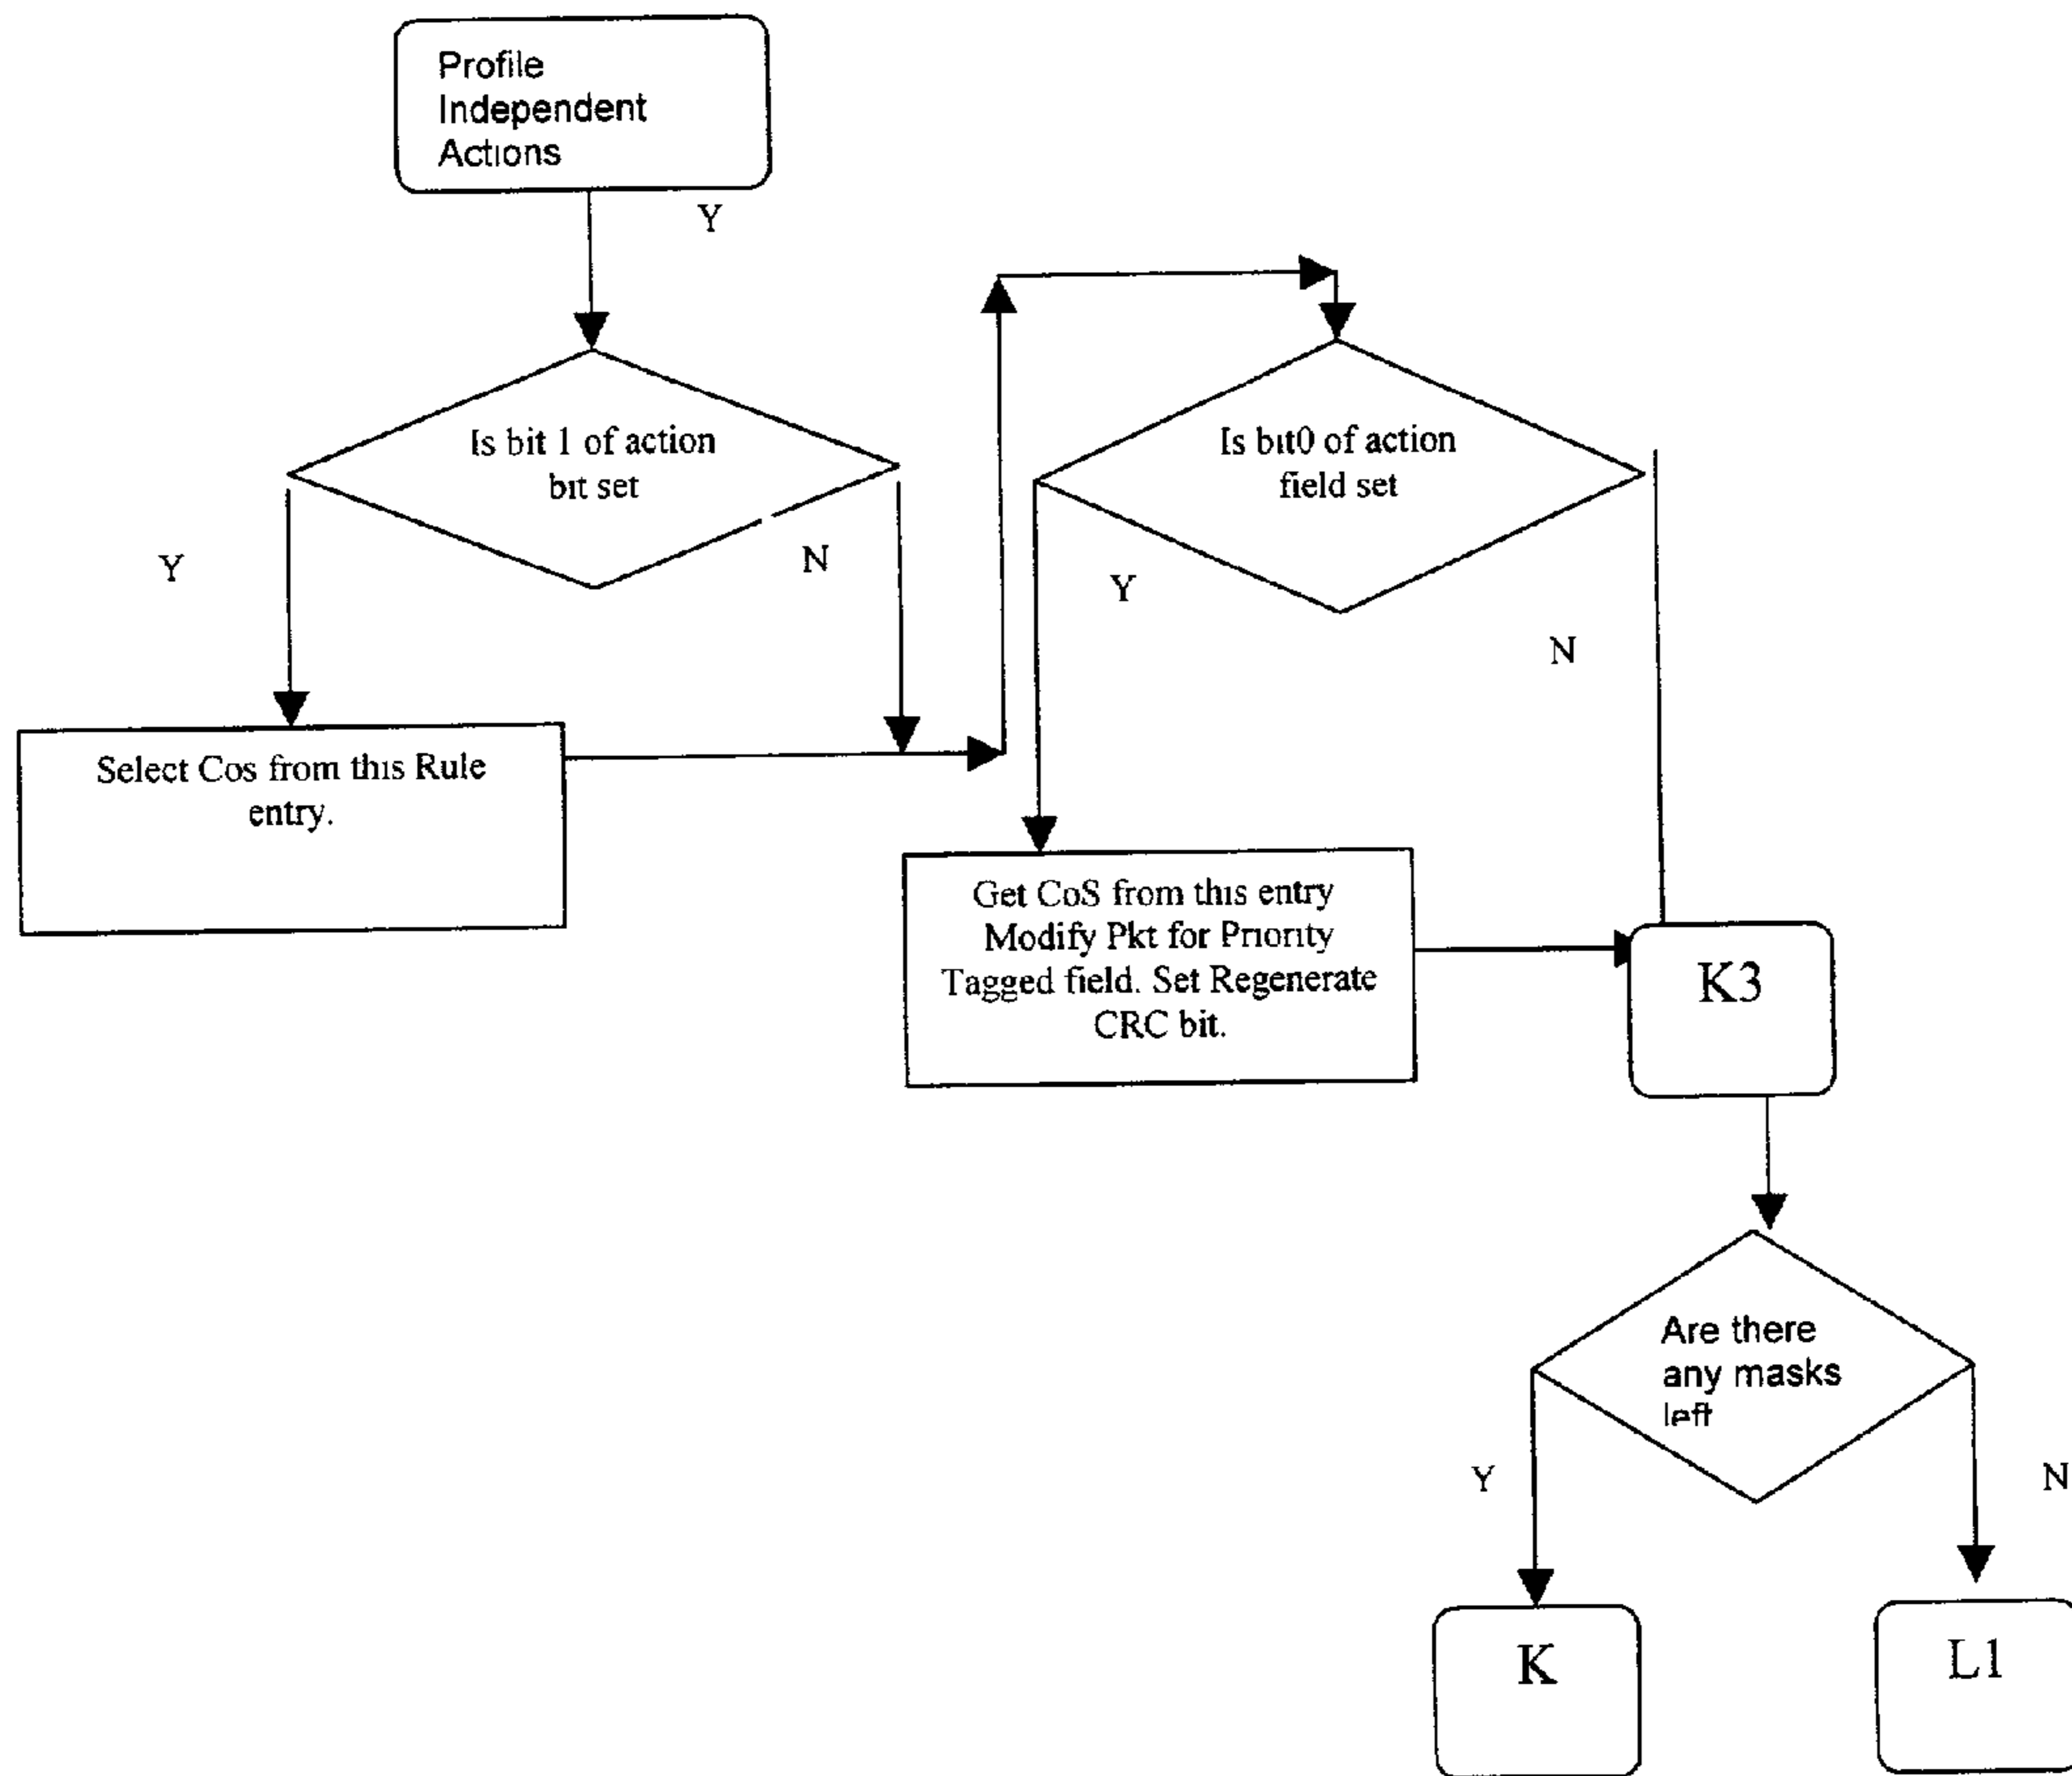 Profile
Independent
Actions
Y
Is bit 1 of action
bit set
Y
N
Is bit0 of action
field set
Y
N
Select Cos from this Rule
entry.
Get CoS from this entry
Modify Pkt for Priority
Tagged field. Set Regenerate
CRC bit.
K3
Are there
any masks
left
Y
N
K
L1